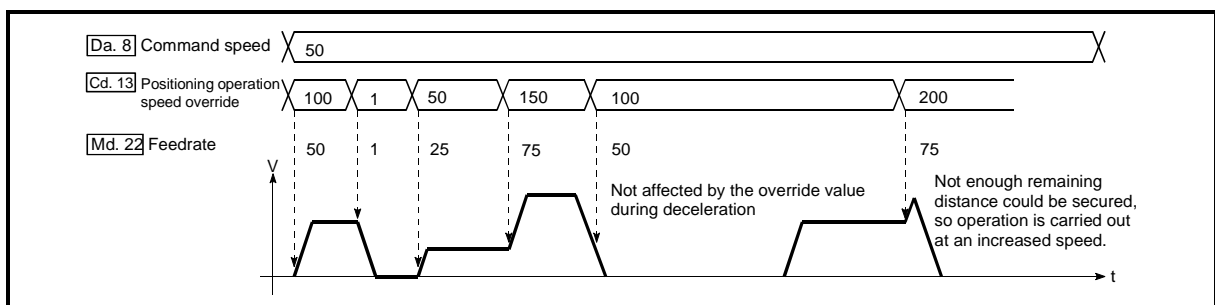 Da. 8 Command speed
50
Cd. 13 Positioning operation
speed override
100 1 50 150 100 200
Md. 22 Feedrate
50 1 25 75 50 75
V
Not affected by the override value
during deceleration
Not enough remaining
distance could be secured,
so operation is carried out
at an increased speed.
t